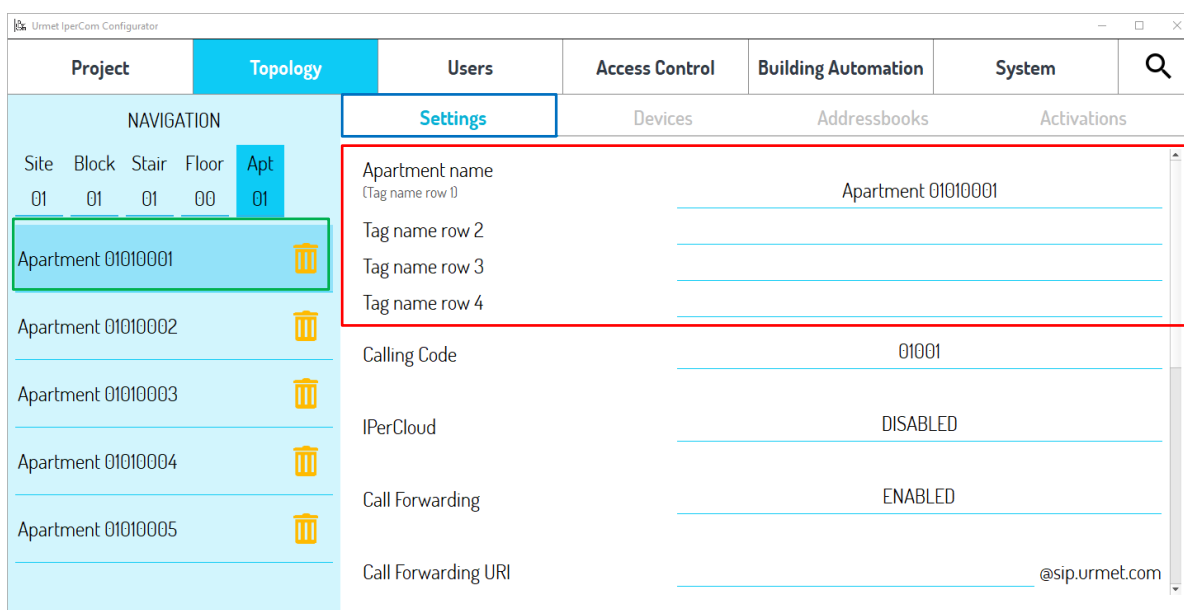 Urmet IperCom Configurator
Project Topology Users Access Control Building Automation System
NAVIGATION
Settings Devices Addressbooks Activations
Site Block Stair Floor Apt
01 01 01 00 01
Apartment 01010001
Apartment 01010002
Apartment 01010003
Apartment 01010004
Apartment 01010005
Apartment name
(Tag name row 1)
Apartment 01010001
Tag name row 2
Tag name row 3
Tag name row 4
Calling Code 01001
IPerCloud DISABLED
Call Forwarding ENABLED
Call Forwarding URI @sip.urmet.com